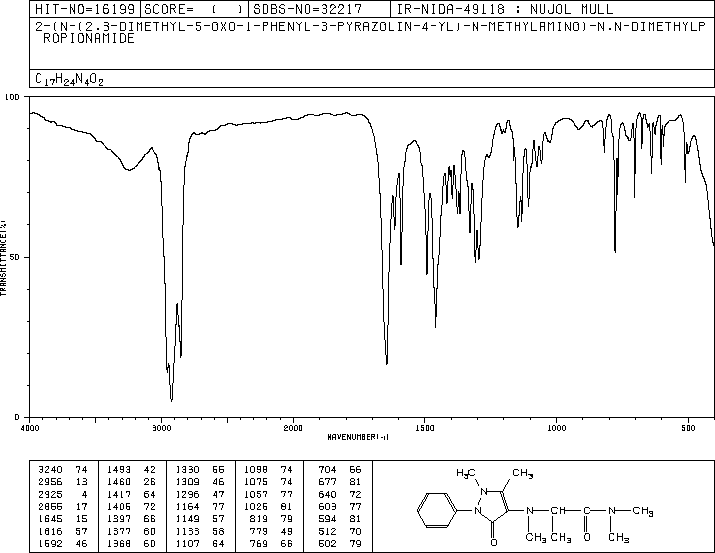 HIT-NO=16199 SCORE= ( ) SDBS-NO=32217 IR-NIDA-49118 : NUJOL MULL
2-(N-(2,3-DIMETHYL-5-OXO-1-PHENYL-3-PYRAZOLIN-4-YL)-N-METHYLAMINO)-N,N-DIMETHYLP
ROPIONAMIDE
C17H24N4O2
100
TRANSMITTANCE(%)
50
0
4000 3000 2000 1500 1000 500
WAVENUMBER(-1)
3240 74 1493 42 1330 55 1098 74 704 66
2956 13 1460 26 1309 46 1075 74 677 81
2925 4 1417 64 1296 47 1057 77 640 72
2855 17 1406 72 1164 77 1026 81 603 77
1645 15 1397 66 1149 57 819 79 594 81
1616 57 1377 60 1133 58 779 49 512 70
1592 46 1368 60 1107 64 769 66 502 79
H3C CH3
N
N N CH C N CH3
O CH3 CH3 O CH3